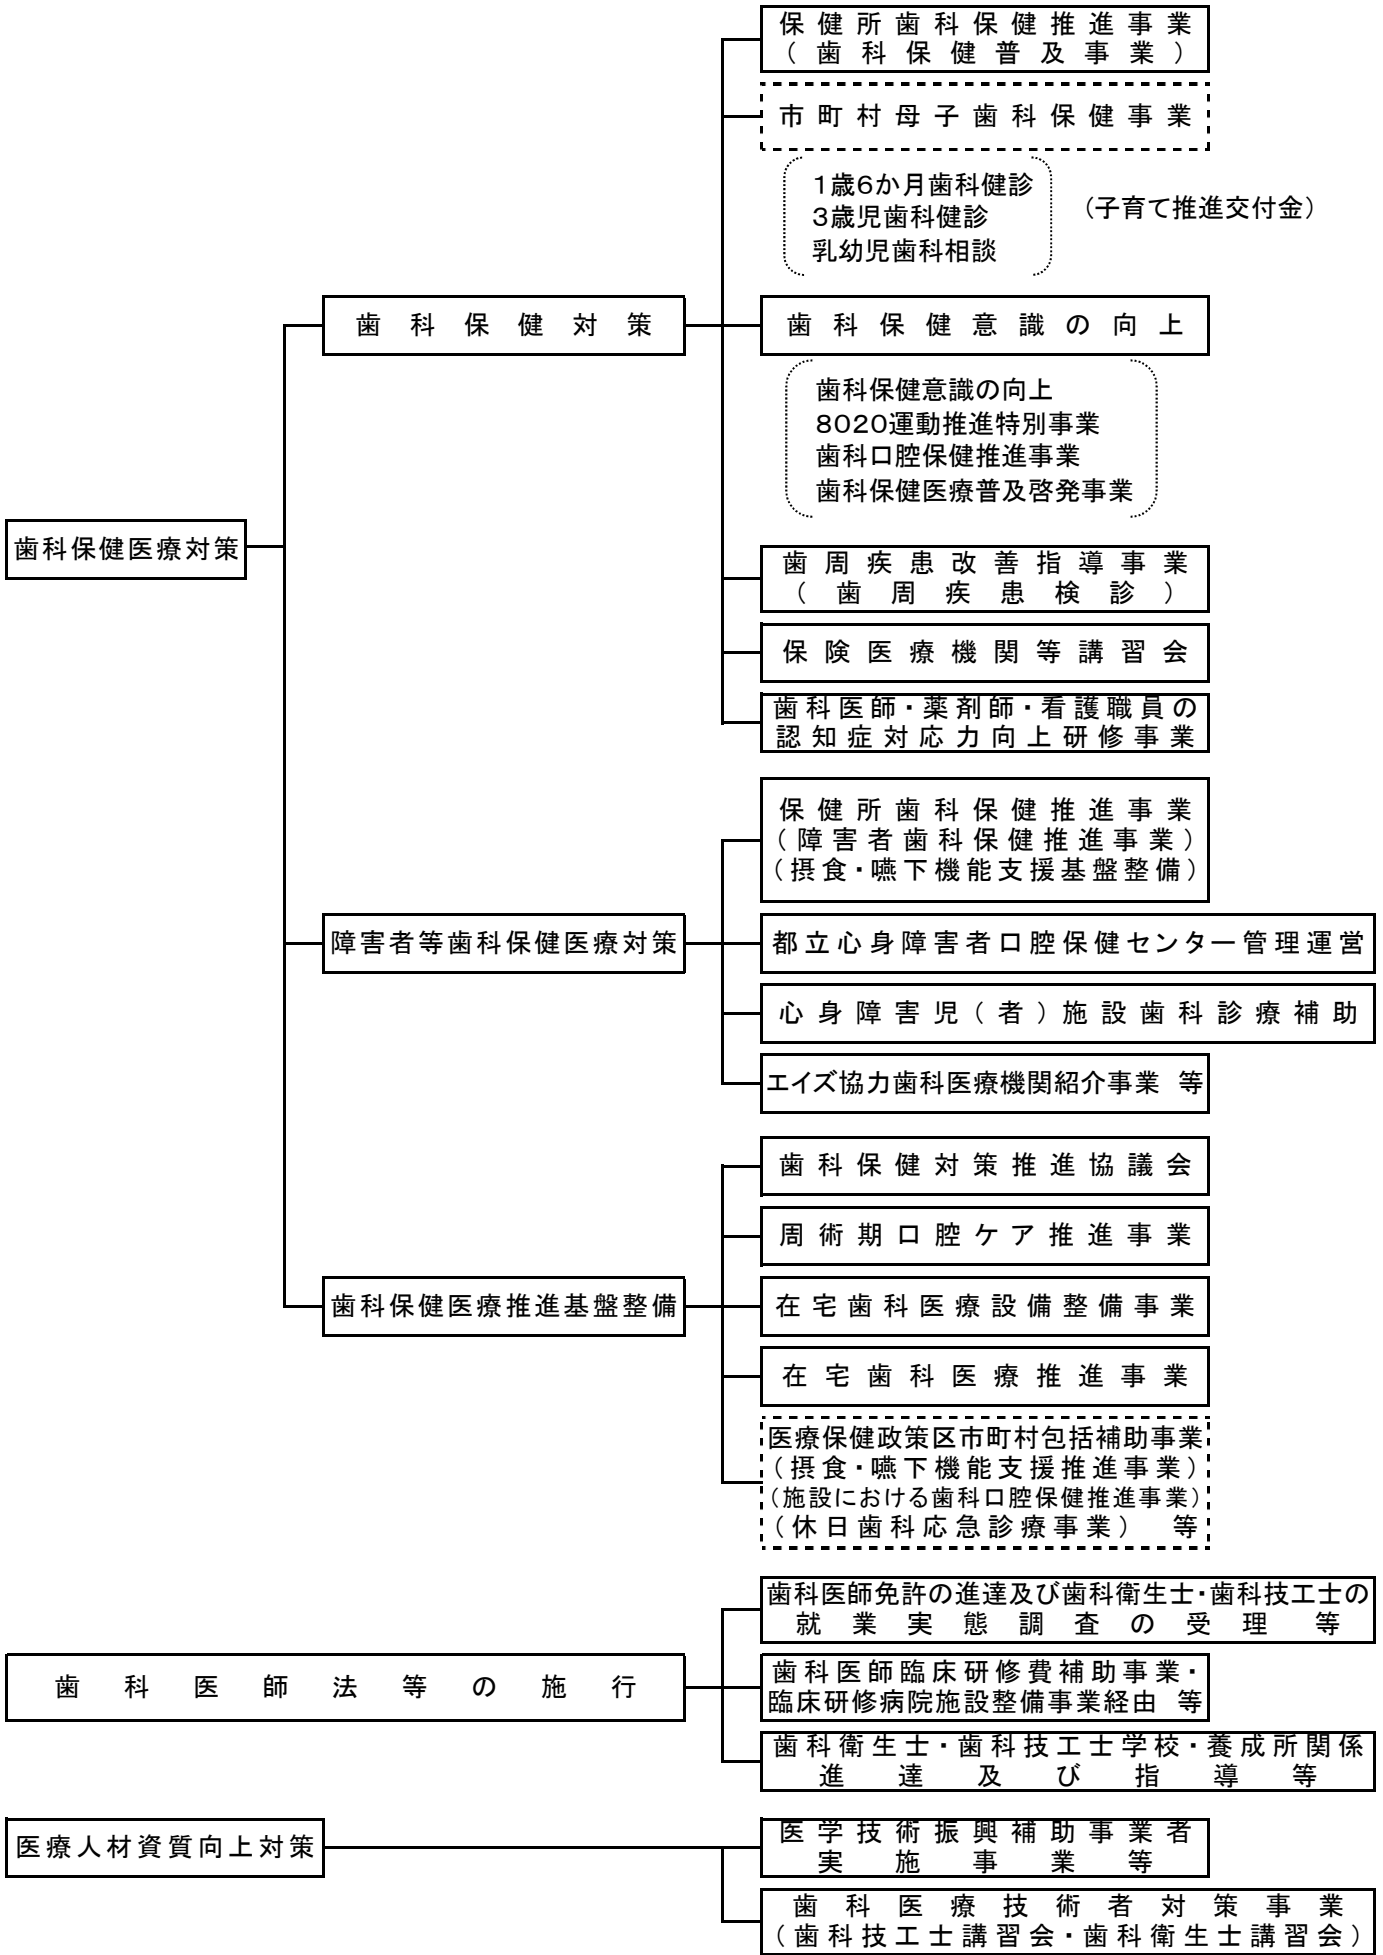 歯科保健医療対策
歯科保健対策
保健所歯科保健推進事業
（歯科保健普及事業）
市町村母子歯科保健事業
1歳6か月歯科健診
3歳児歯科健診
乳幼児歯科相談
（子育て推進交付金）
歯科保健意識の向上
歯科保健意識の向上
8020運動推進特別事業
歯科口腔保健推進事業
歯科保健医療普及啓発事業
歯周疾患改善指導事業
（歯周疾患検診）
保険医療機関等講習会
歯科医師・薬剤師・看護職員の
認知症対応力向上研修事業
障害者等歯科保健医療対策
保健所歯科保健推進事業
（障害者歯科保健推進事業）
（摂食・嚥下機能支援基盤整備）
都立心身障害者口腔保健センター管理運営
心身障害児（者）施設歯科診療補助
エイズ協力歯科医療機関紹介事業 等
歯科保健医療推進基盤整備
歯科保健対策推進協議会
周術期口腔ケア推進事業
在宅歯科医療設備整備事業
在宅歯科医療推進事業
医療保健政策区市町村包括補助事業
（摂食・嚥下機能支援推進事業）
（施設における歯科口腔保健推進事業）
（休日歯科応急診療事業） 等
歯科医師法等の施行
歯科医師免許の進達及び歯科衛生士・歯科技工士の
就業実態調査の受理等
歯科医師臨床研修費補助事業・
臨床研修病院施設整備事業経由 等
歯科衛生士・歯科技工士学校・養成所関係
進達及び指導等
医療人材資質向上対策
医学技術振興補助事業者
実施事業等
歯科医療技術者対策事業
（歯科技工士講習会・歯科衛生士講習会）